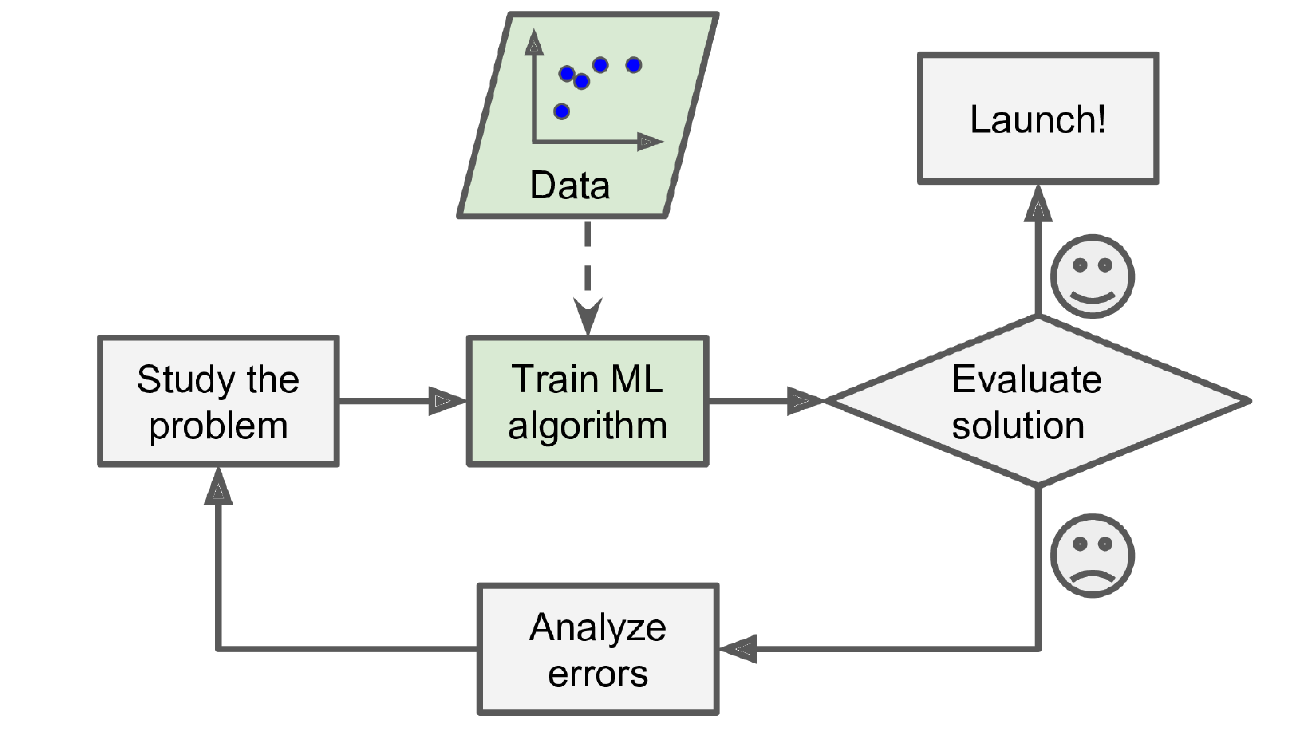 Data
Launch!
Study the
problem
Train ML
algorithm
Evaluate
solution
Analyze
errors